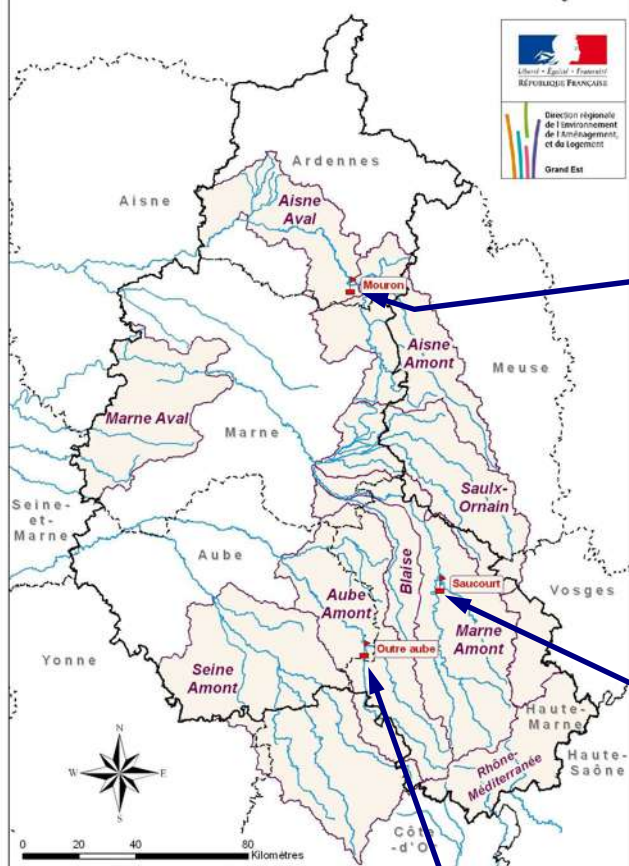 Liberté • Égalité • Fraternité
RÉPUBLIQUE FRANÇAISE
Direction régionale
de l'Environnement
de l'Aménagement,
et du Logement
Grand Est
Ardennes
Aisne
Aisne
Aval
Mouron
Aisne
Amont
Meuse
Marne Aval
Marne
Saulx-
Ornain
Seine-
et-
Marne
Aube
Blaise
Saucourt
Vosges
Aube
Amont
Marne
Amont
Outre aube
Yonne
Seine
Amont
Haute-
Marne
Haute-
Saône
Rhône-
Méditerranée
N
W
E
S
Côte
-d'O
0 20 40 80
Kilomètres